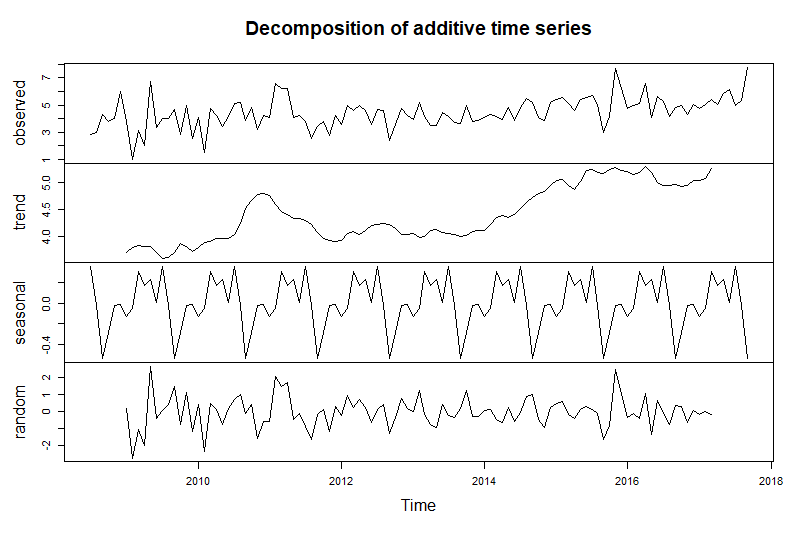 Decomposition of additive time series
observed
1 3 5 7
trend
4.0 4.5 5.0
seasonal
-0.4 0.0
random
-2 0 1 2
2010 2012 2014 2016 2018
Time